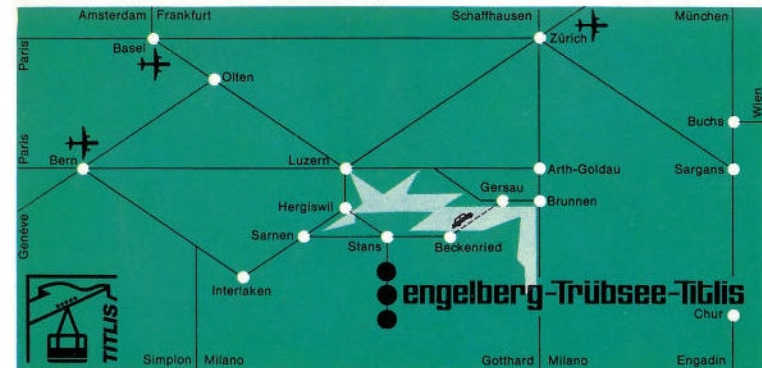 Amsterdam Frankfurt
Schaffhausen
München
Paris
Basel
Zürich
Olten
Wien
Buchs
Paris
Bern
Luzern
Arth-Goldau
Sargans
Gersau
Hergiswil
Brunnen
Genève
Sarnen
Stans
Beckenried
Interlaken
engelberg-Trübsee-Titlis
TITLIS
Chur
Simplon Milano
Gotthard Milano
Engadin